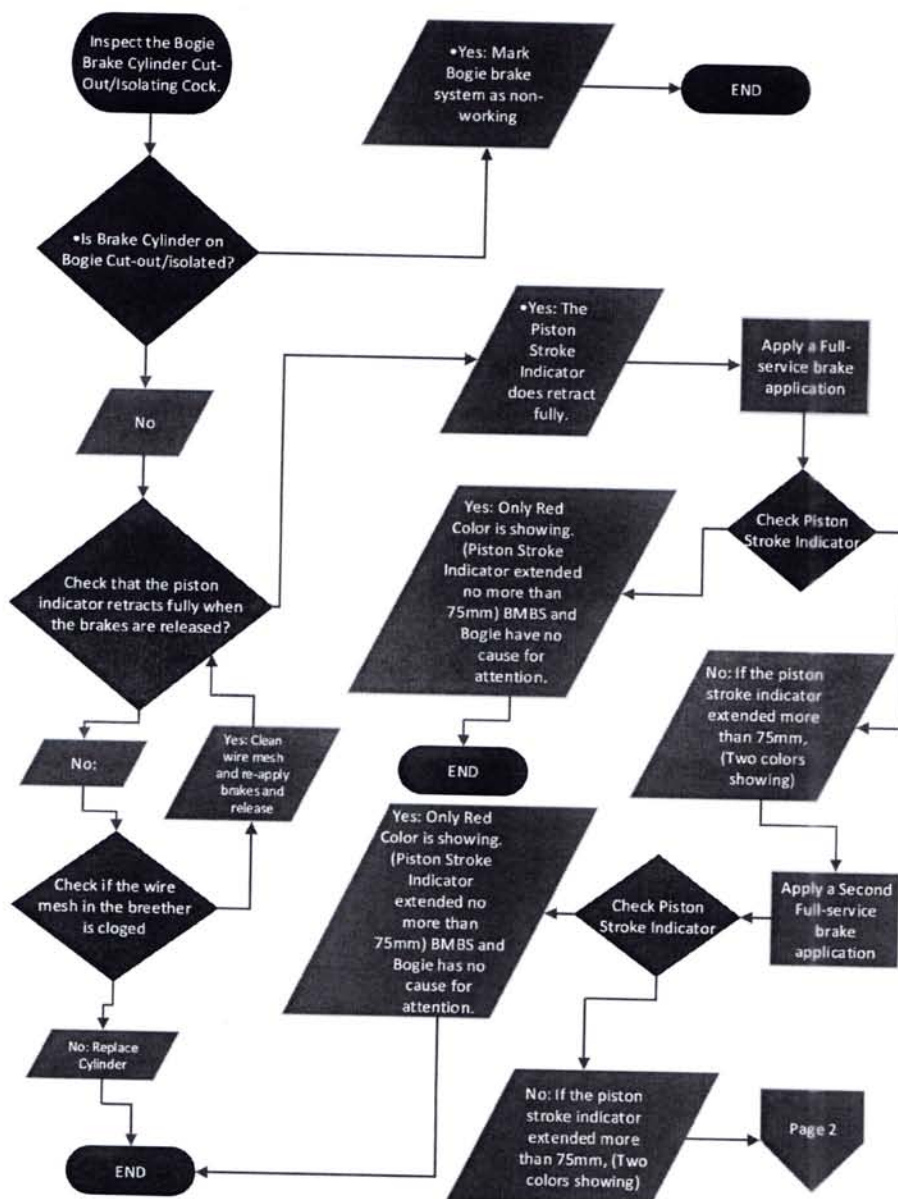 Inspect the Bogie
Brake Cylinder Cut-
Out/Isolating Cock.
•Yes: Mark
Bogie brake
system as non-
working
END
•Is Brake Cylinder on
Bogie Cut-out/isolated?
•Yes: The
Piston
Stroke
Indicator
does retract
fully.
Apply a Full-
service brake
application
No
Check Piston
Stroke Indicator
Yes: Only Red
Color is showing.
(Piston Stroke
Indicator extended
no more than
75mm) BMBS and
Bogie have no
cause for
attention.
Check that the piston
indicator retracts fully when
the brakes are released?
No: If the piston
stroke indicator
extended more
than 75mm,
(Two colors
showing)
No:
Yes: Clean
wire mesh
and re-apply
brakes and
release
END
Yes: Only Red
Color is showing.
(Piston Stroke
Indicator
extended no
more than
75mm) BMBS and
Bogie has no
cause for
attention.
Check Piston
Stroke Indicator
Apply a Second
Full-service
brake
application
Check if the wire
mesh in the breether
is cloged
No: Replace
Cylinder
No: If the piston
stroke indicator
extended more
than 75mm, (Two
colors showing)
Page 2
END